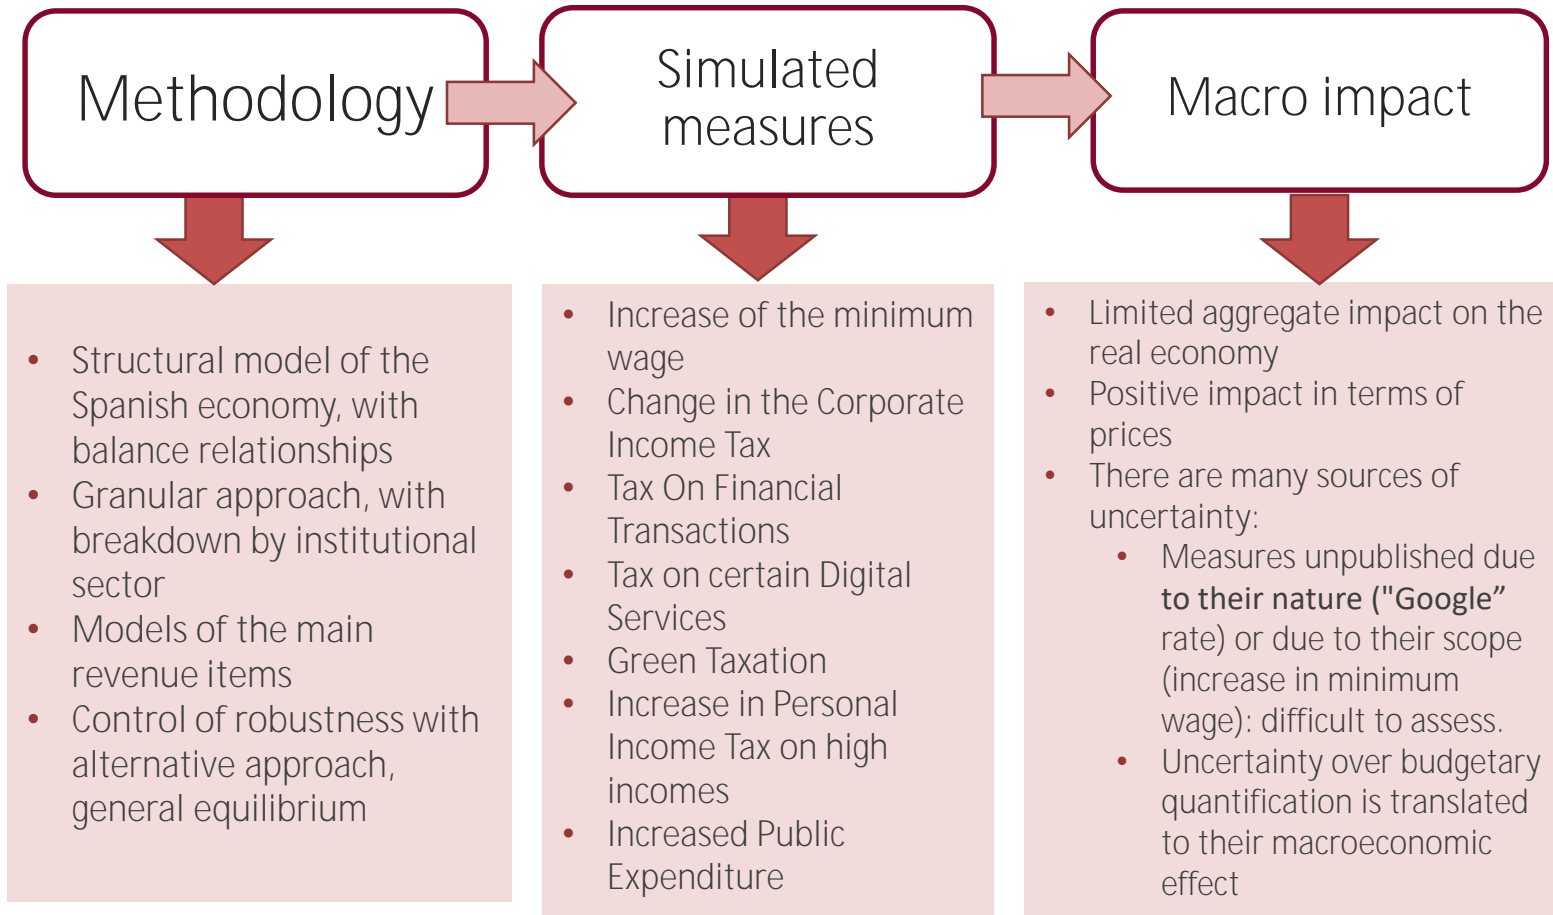 Methodology
Simulated
measures
Macro impact
• Structural model of the
Spanish economy, with
balance relationships
• Granular approach, with
breakdown by institutional
sector
• Models of the main
revenue items
• Control of robustness with
alternative approach,
general equilibrium
• Increase of the minimum
wage
• Change in the Corporate
Income Tax
• Tax On Financial
Transactions
• Tax on certain Digital
Services
• Green Taxation
• Increase in Personal
Income Tax on high
incomes
• Increased Public
Expenditure
• Limited aggregate impact on the
real economy
• Positive impact in terms of
prices
• There are many sources of
uncertainty:
• Measures unpublished due
to their nature ("Google”
rate) or due to their scope
(increase in minimum
wage): difficult to assess.
• Uncertainty over budgetary
quantification is translated
to their macroeconomic
effect